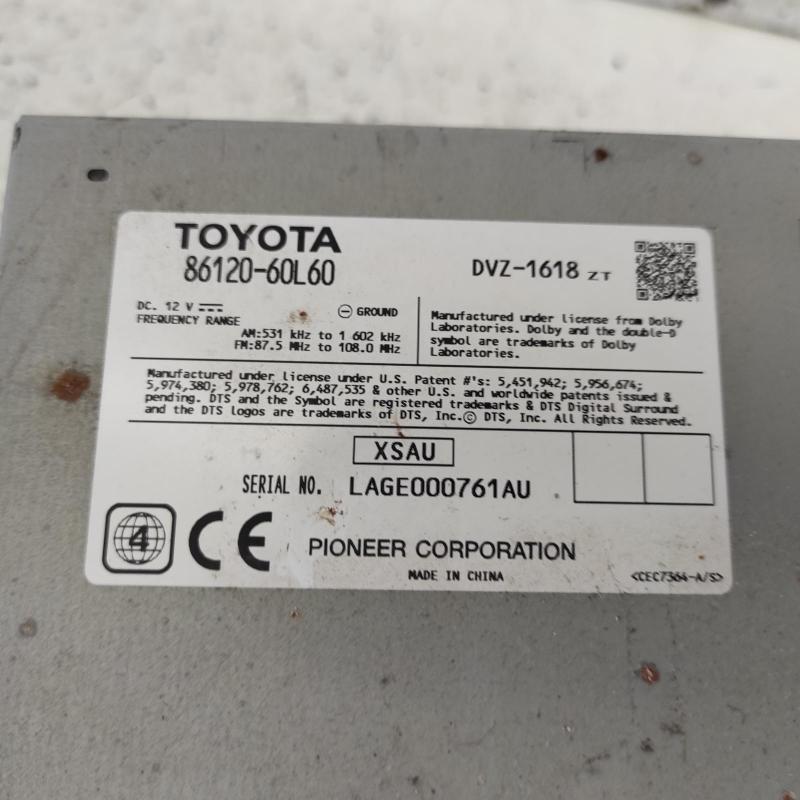 TOYOTA
86120-60L60
DVZ-1618 ZT
DC. 12 V
GROUND
FREQUENCY RANGE
AM:531 kHz to 1 602 kHz
FM:87.5 MHz to 108.0 MHz
Manufactured under license from Dolby
Laboratories. Dolby and the double-D
symbol are trademarks of Dolby
Laboratories.
Manufactured under license under U.S. Patent #'s: 5,451,942; 5,956,674;
5,974,380; 5,978,762; 6,487,535 & other U.S. and worldwide patents issued &
pending. DTS and the Symbol are registered trademarks & DTS Digital Surround
and the DTS logos are trademarks of DTS, Inc.© DTS, Inc. All Rights Reserved.
XSAU
SERIAL NO. LAGE000761AU
4
CE
PIONEER CORPORATION
MADE IN CHINA
<CEC7364-A/S>